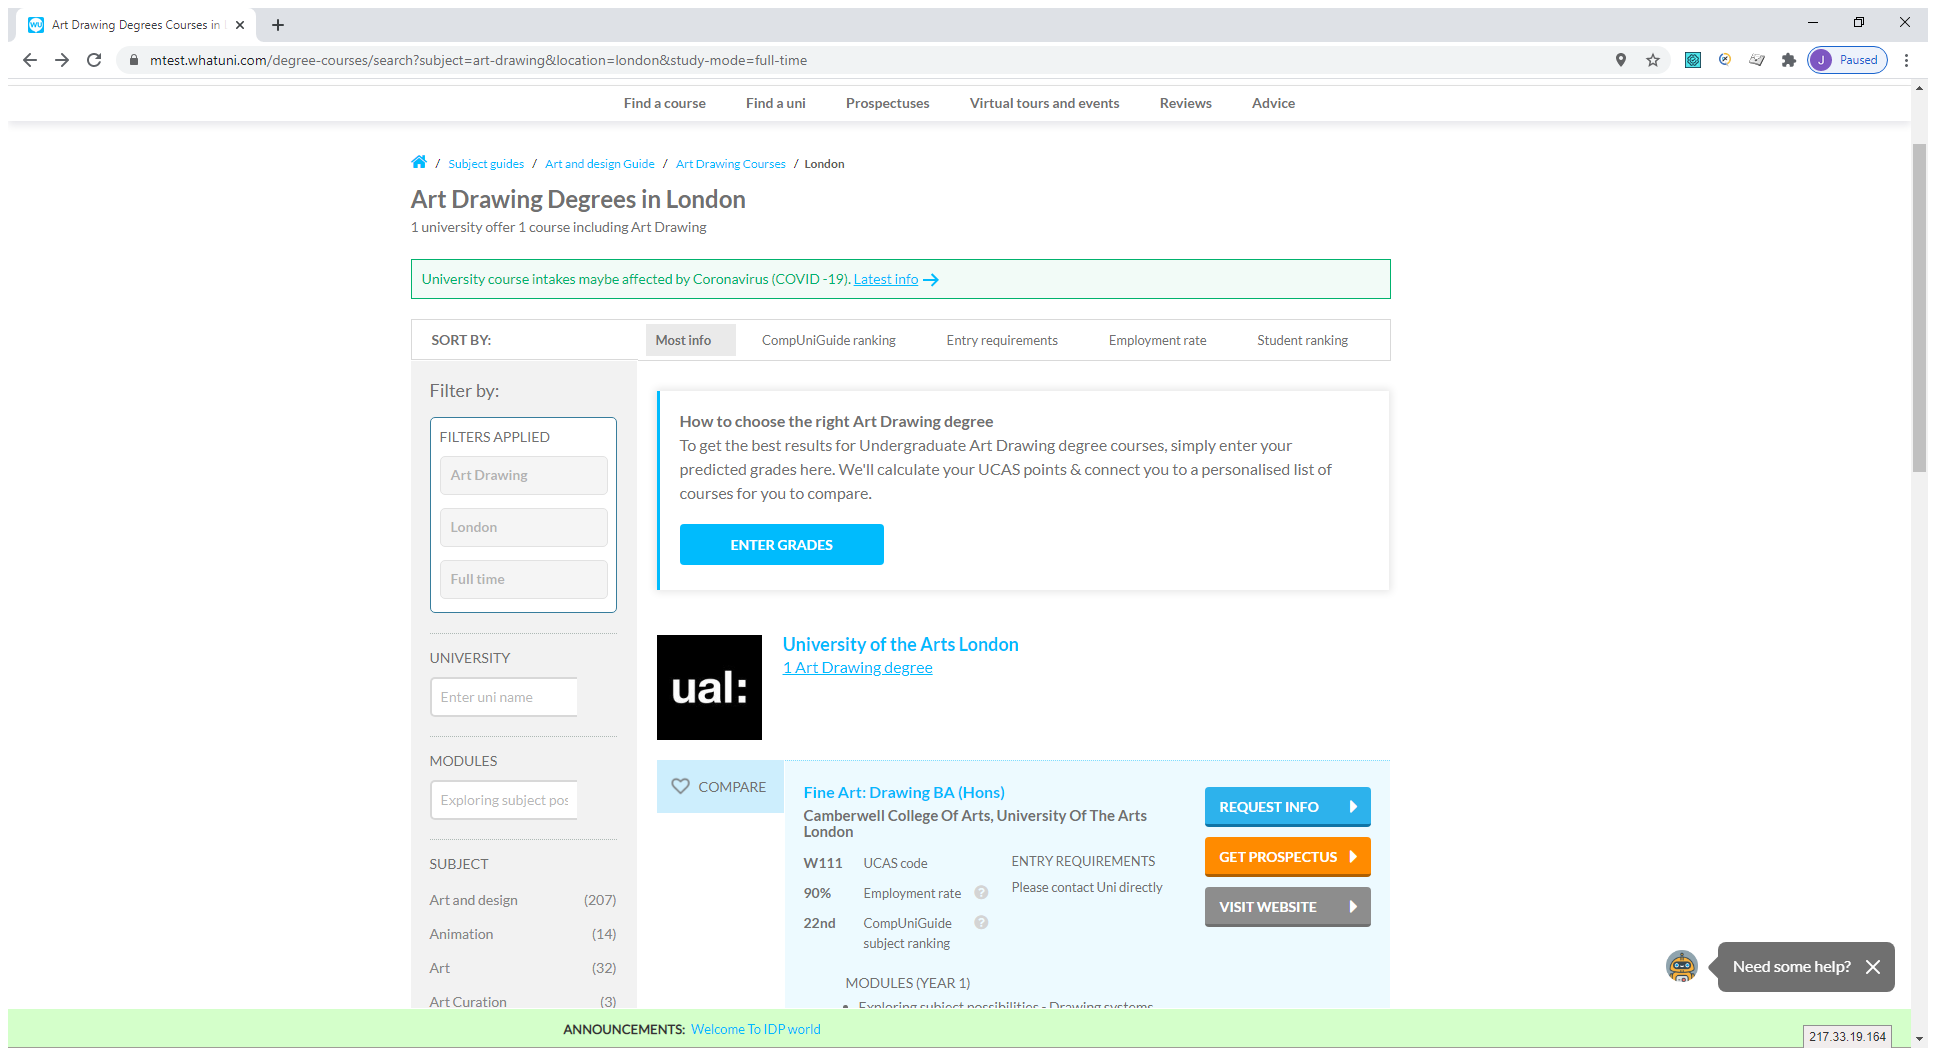 Art Drawing Degrees Courses in
mtest.whatuni.com/degree-courses/search?subject=art-drawing&location=london&study-mode=full-time
J Paused
Find a course Find a uni Prospectuses Virtual tours and events Reviews Advice
/ Subject guides / Art and design Guide / Art Drawing Courses / London
Art Drawing Degrees in London
1 university offer 1 course including Art Drawing
University course intakes maybe affected by Coronavirus (COVID -19). Latest info
SORT BY: Most info CompUniGuide ranking Entry requirements Employment rate Student ranking
Filter by:
FILTERS APPLIED
Art Drawing
London
Full time
UNIVERSITY
Enter uni name
MODULES
Exploring subject pos
SUBJECT
Art and design (207)
Animation (14)
Art (32)
Art Curation (3)
How to choose the right Art Drawing degree
To get the best results for Undergraduate Art Drawing degree courses, simply enter your
predicted grades here. We'll calculate your UCAS points & connect you to a personalised list of
courses for you to compare.
ENTER GRADES
ual:
University of the Arts London
1 Art Drawing degree
COMPARE
Fine Art: Drawing BA (Hons)
Camberwell College Of Arts, University Of The Arts
London
W111 UCAS code
90% Employment rate ?
22nd CompUniGuide ?
subject ranking
ENTRY REQUIREMENTS
Please contact Uni directly
REQUEST INFO
GET PROSPECTUS
VISIT WEBSITE
MODULES (YEAR 1)
• Exploring subject possibilities - Drawing systems
Need some help?
ANNOUNCEMENTS: Welcome To IDP world
217.33.19.164